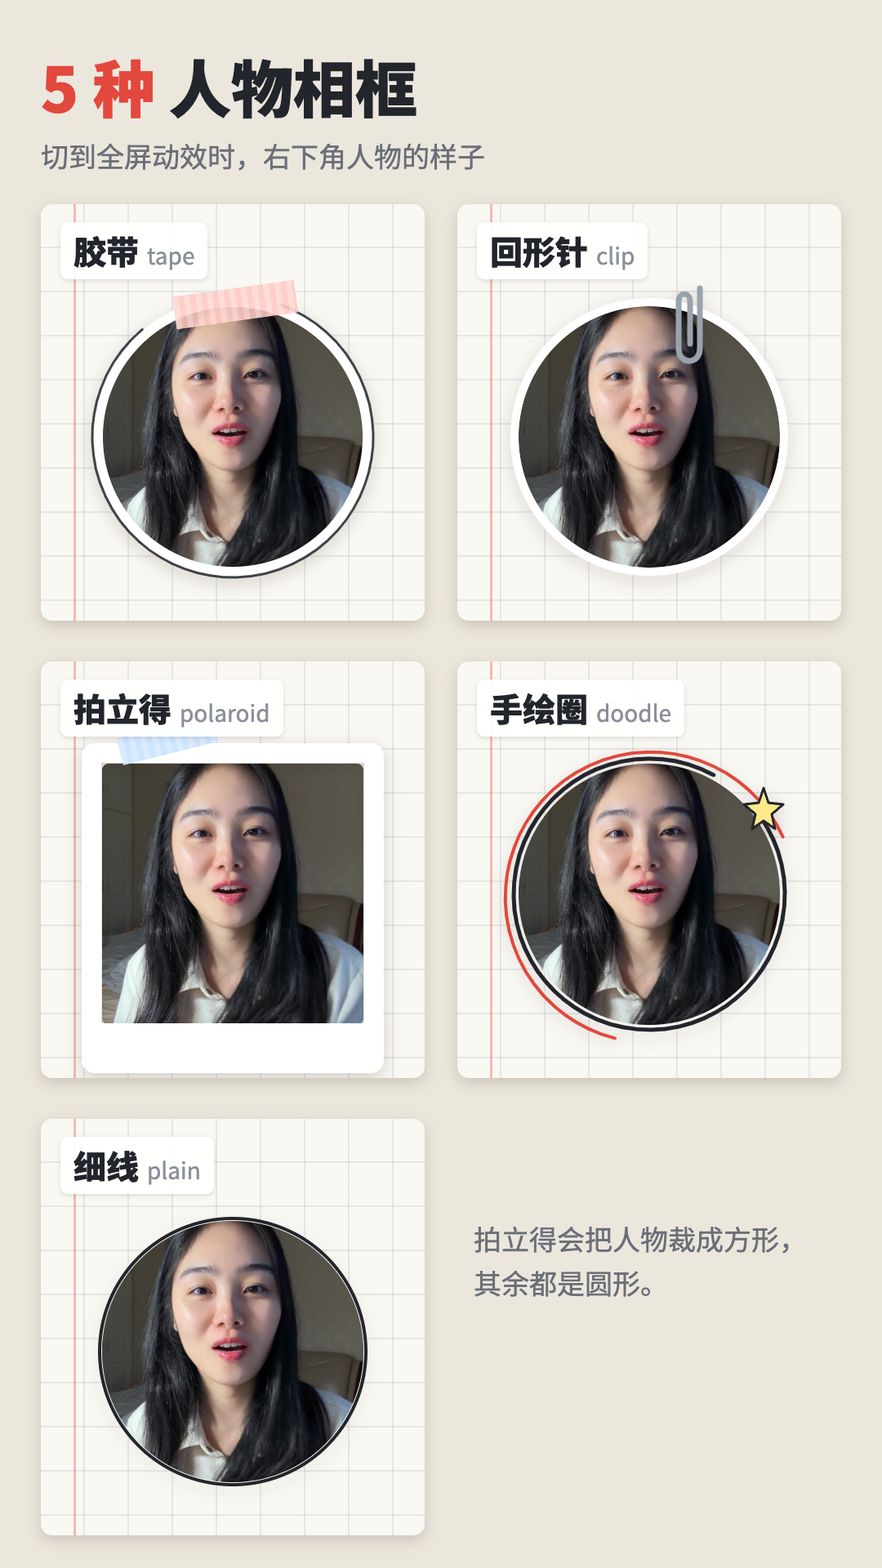 5 种 人物相框
切到全屏动效时，右下角人物的样子
胶带 tape
回形针 clip
拍立得 polaroid
手绘圈 doodle
细线 plain
拍立得会把人物裁成方形，
其余都是圆形。